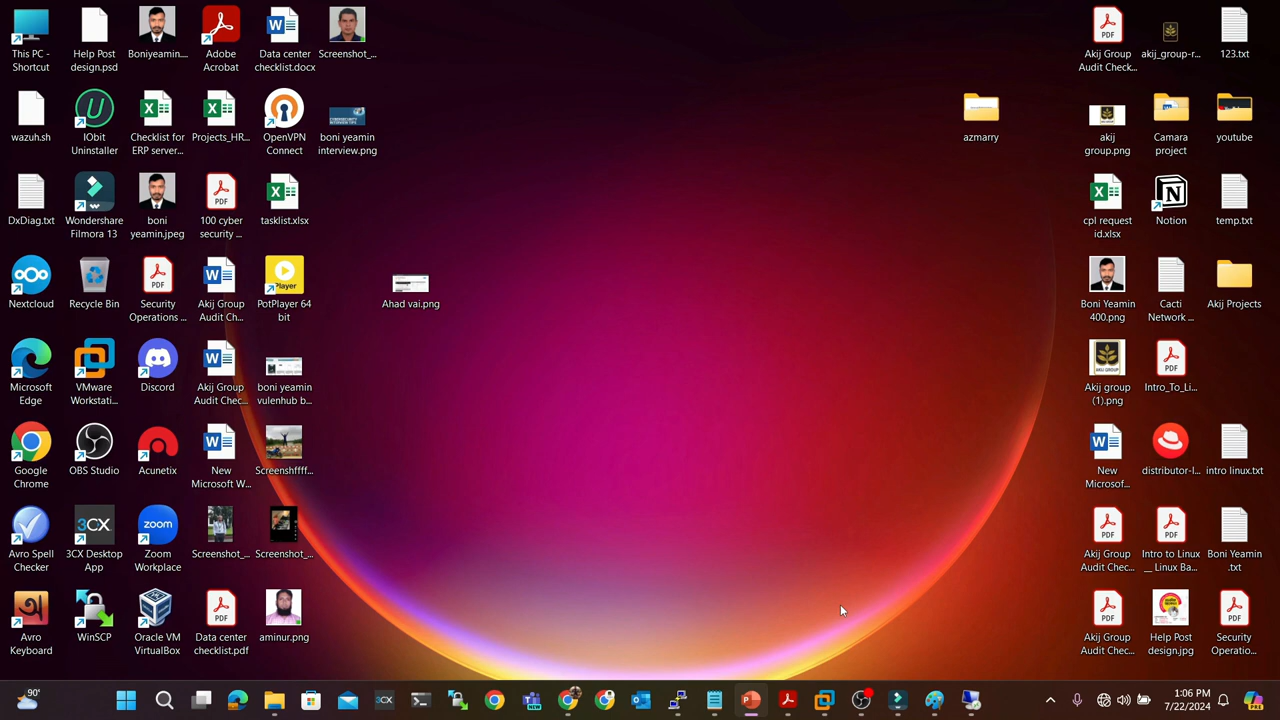 This PC -
Shortcut
Help Post
design.psd
Boniyeamin....
Adobe
Acrobat
Data center
checklist.docx
Screenshot_...
wazuh.sh
IObit
Uninstaller
Checklist for
ERP server...
Projects_HR...
OpenVPN
Connect
boni yeamin
interview.png
DxDiag.txt
Wondershare
Filmora 13
boni
yeamin.jpeg
100 cyber
security ...
tasklist.xlsx
Nextcloud
Recycle Bin
Security
Operations ...
Akij Group
Audit Ch...
PotPlayer 64
bit
Ahad vai.png
Microsoft
Edge
VMware
Workstati...
Discord
Akij Group
Audit Chec...
boni yeamin
vulenhub b...
Google
Chrome
OBS Studio
Acunetix
New
Microsoft W...
Screenshffff...
Avro Spell
Checker
3CX Desktop
App
Zoom
Workplace
Screenshot_...
Screenshot_...
Avro
Keyboard
WinSCP
Oracle VM
VirtualBox
Data center
checklist.pdf
aminur.png
azmarry
Akij Group
Audit Check...
akij_group-r...
123.txt
akij
group.png
Camara
project
youtube
cpl request
id.xlsx
Notion
temp.txt
Boni Yeamin
400.png
Cacti
Network ...
Akij Projects
Akij group
(1).png
Intro_To_Li...
New
Microsof...
distributor-l...
intro linux.txt
Akij Group
Audit Chec...
Intro to Linux
__ Linux Ba...
Boni Yeamin
.txt
Akij Group
Audit Chec...
Help Post
design.jpg
Security
Operatio...
90°
1:06 PM
7/22/2024